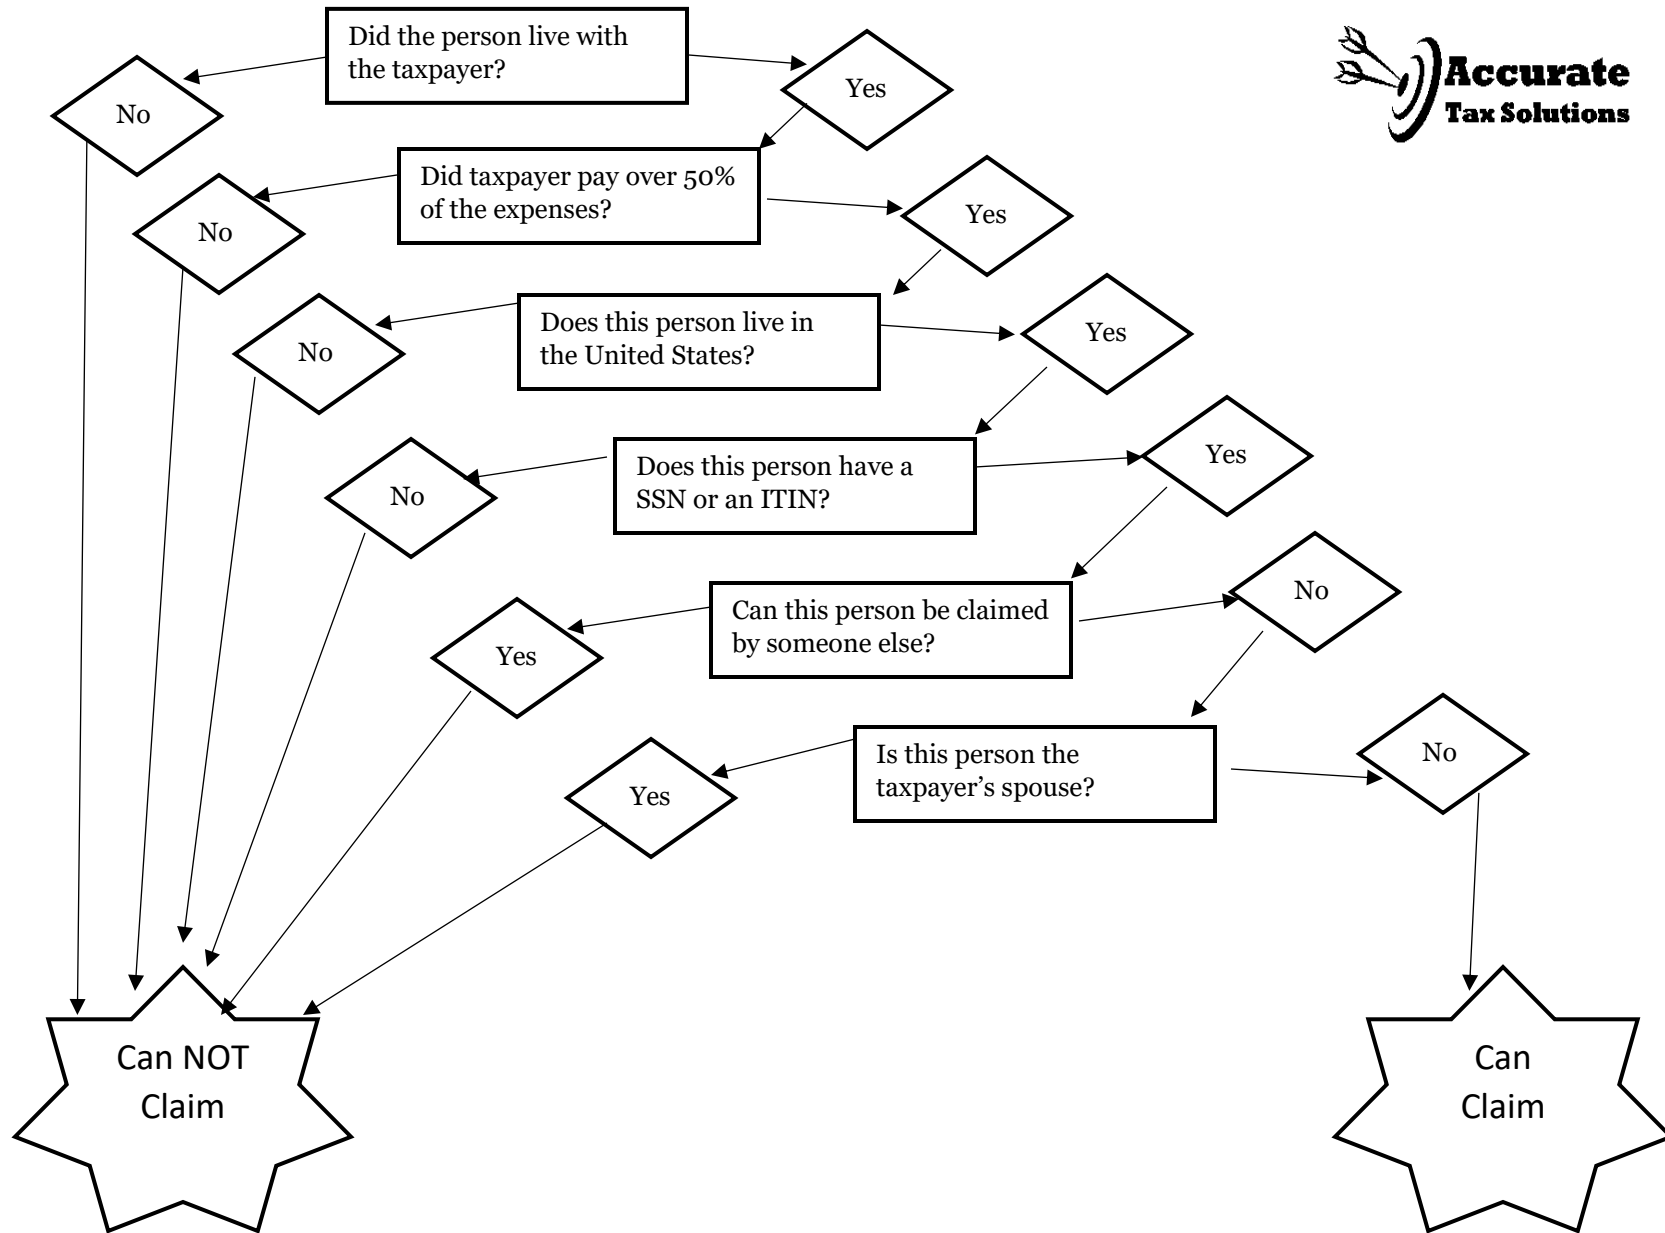 Did the person live with
the taxpayer?
No
Yes
Accurate
Tax Solutions
Did taxpayer pay over 50%
of the expenses?
No
Yes
Does this person live in
the United States?
No
Yes
Does this person have a
SSN or an ITIN?
No
Yes
Can this person be claimed
by someone else?
Yes
No
Is this person the
taxpayer’s spouse?
Yes
No
Can NOT
Claim
Can
Claim